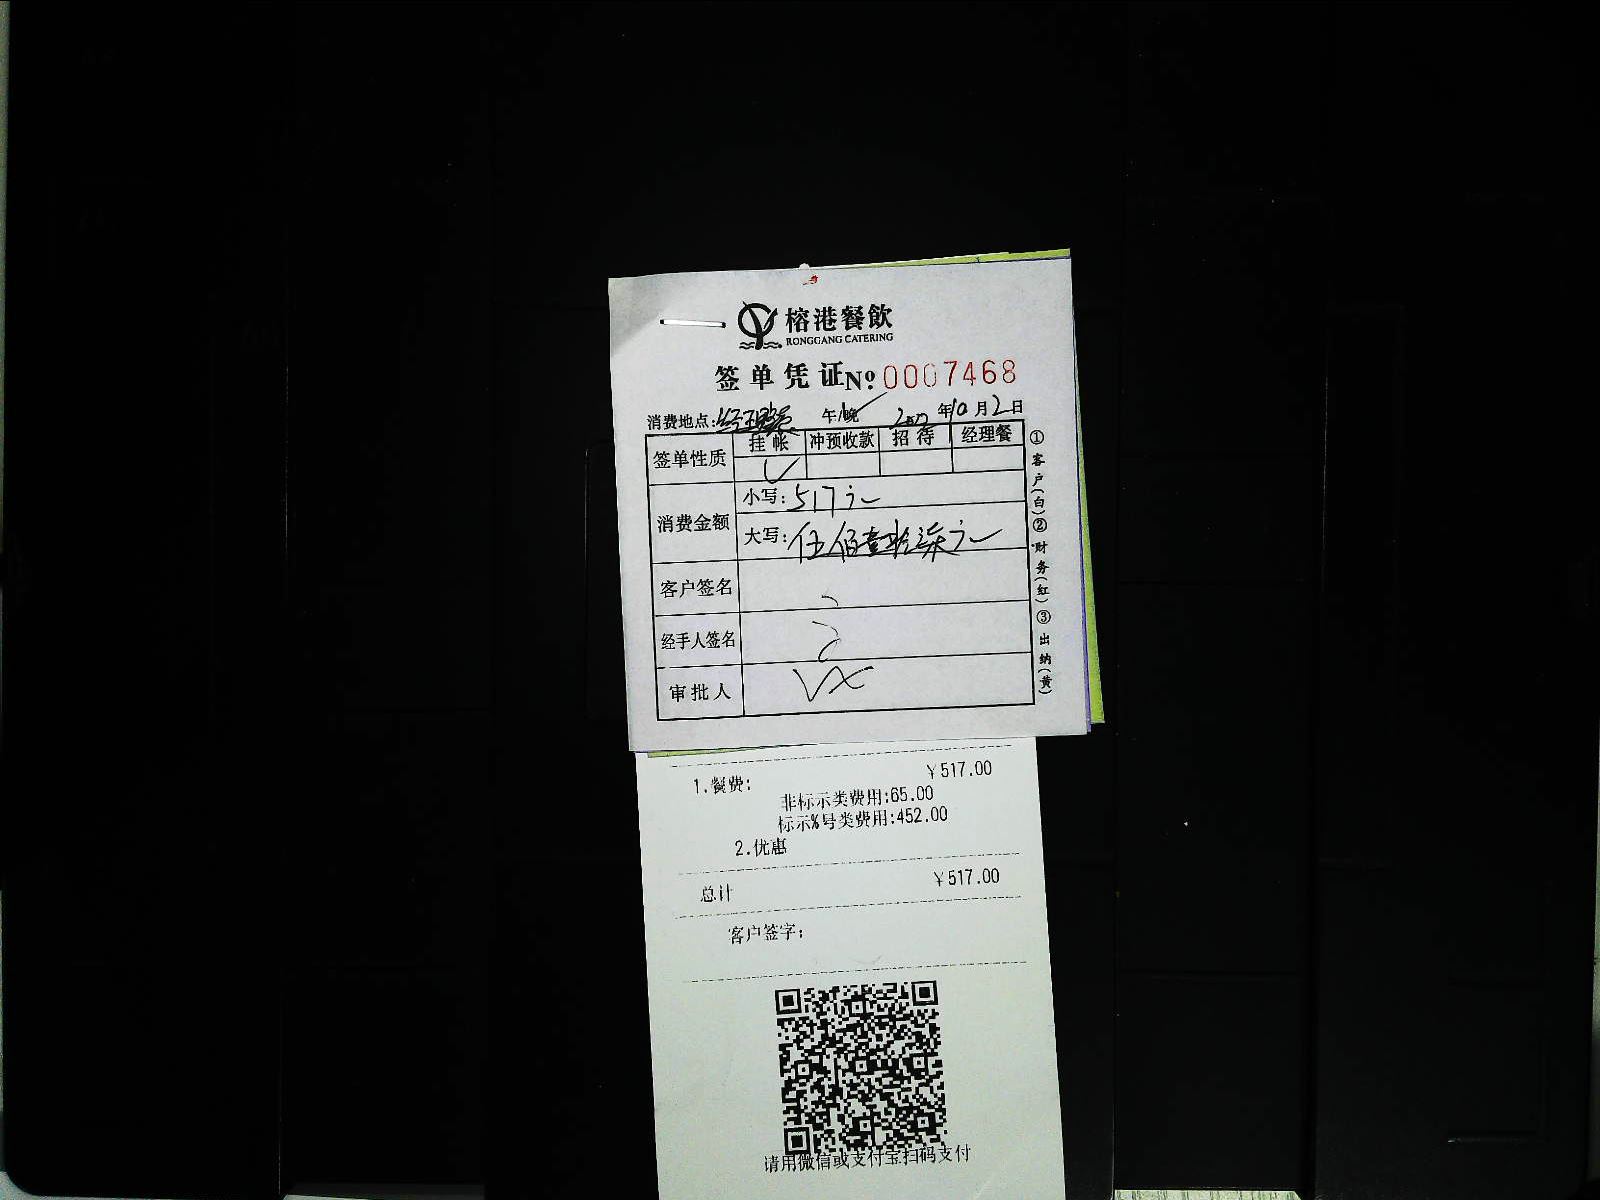 榕港餐飲
RONGGANG CATERING
签单凭证 No 0007468
消费地点: 午/晚 年10月2日
签单性质 挂帐 冲预收款 招待 经理餐
消费金额 小写: 517元
大写: 伍佰壹拾柒元
客户签名
经手人签名
审批人
①客户(白)②财务(红)③出纳(黄)
1.餐费: ¥517.00
非标示类费用:65.00
标示%号类费用:452.00
2.优惠
总计 ¥517.00
客户签字;
请用微信或支付宝扫码支付